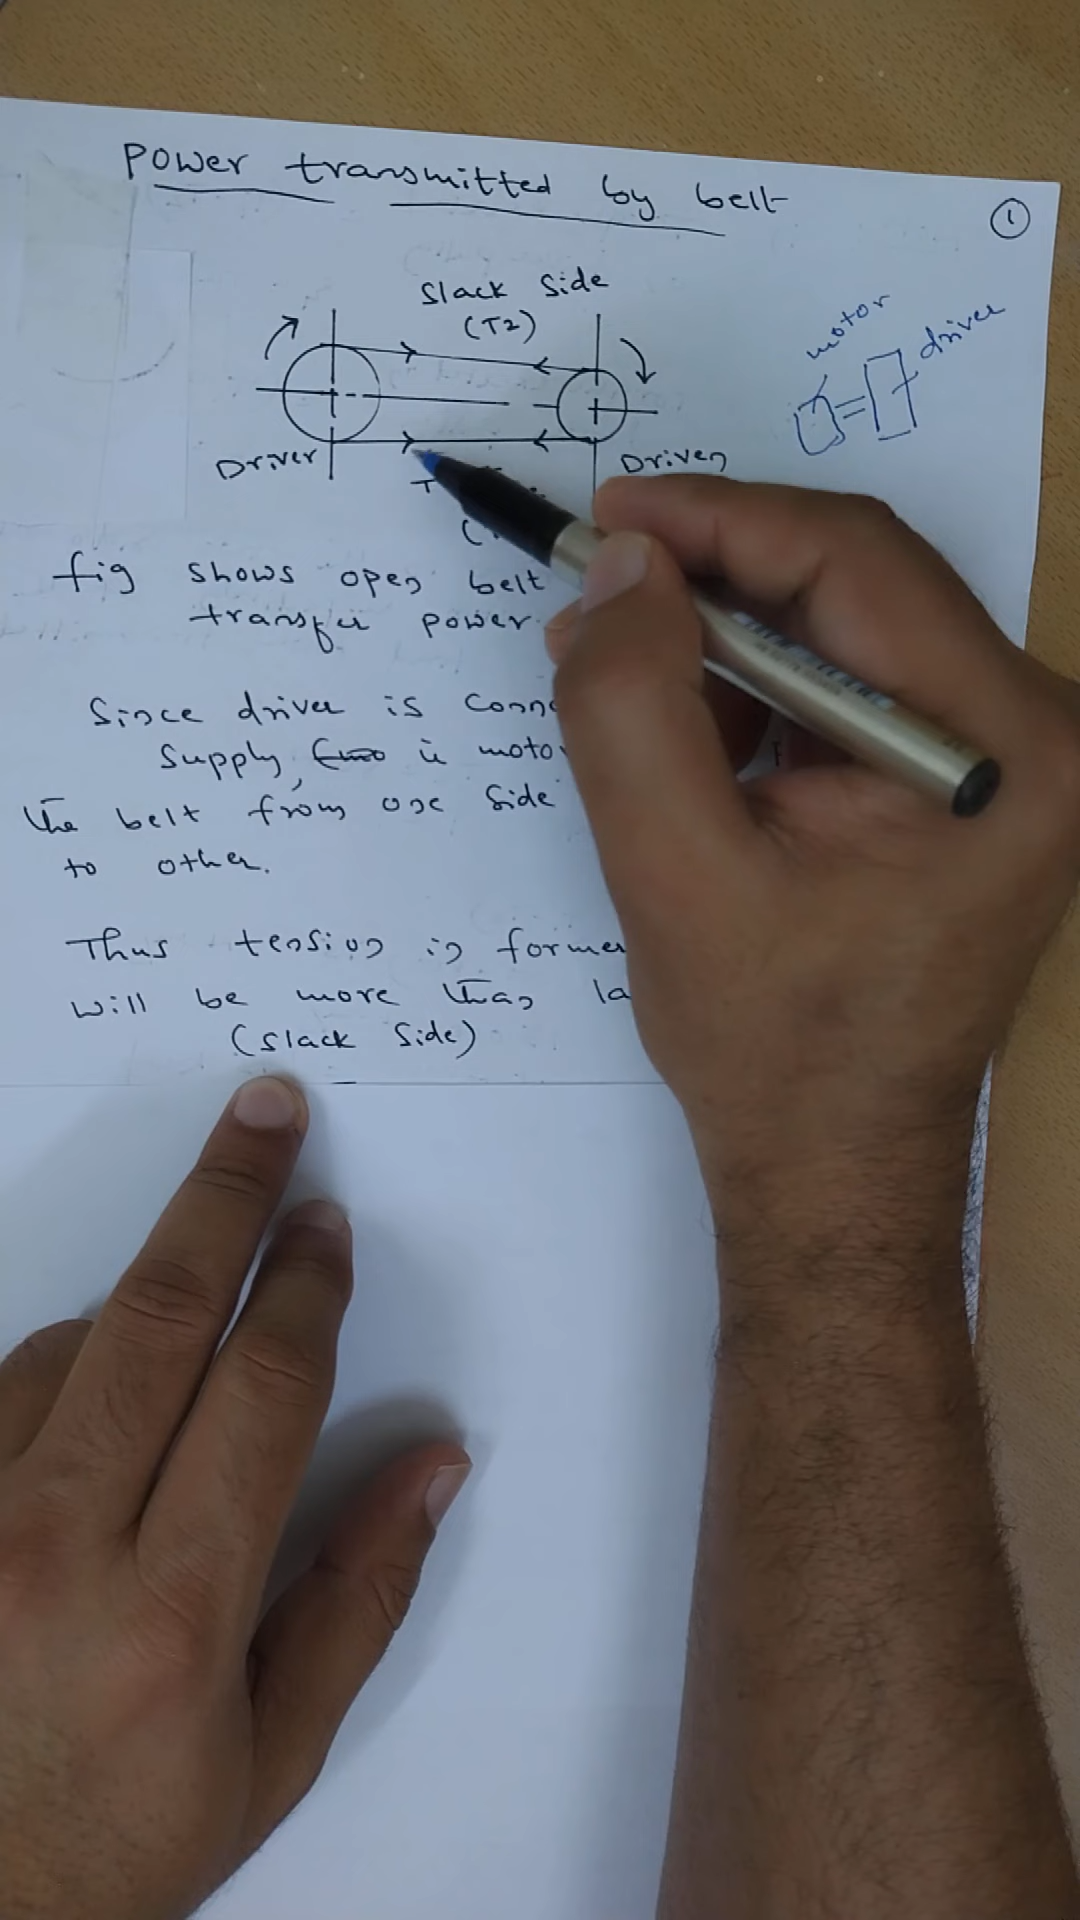 Power transmitted by belt
1
Slack Side
(T2)
motor
driver
Driver
Driven
T
(
fig shows open belt
transfer power
Since driver is
Supply, is
the belt from one side
to other.
Thus tension in former
will be more than
(Slack Side)